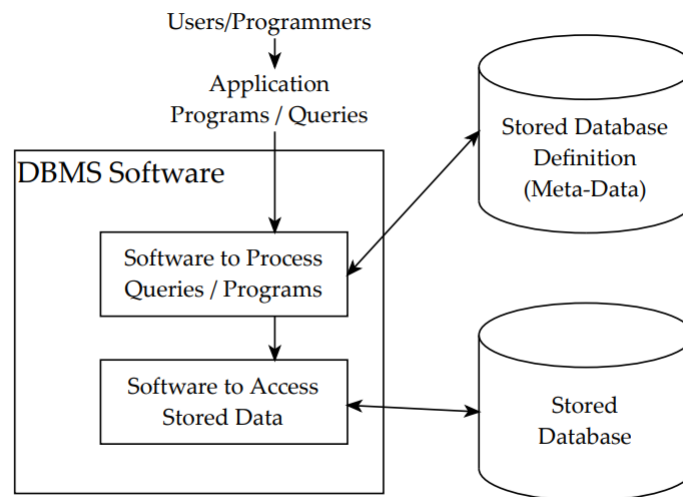 Users/Programmers
Application
Programs / Queries
DBMS Software
Software to Process
Queries / Programs
Software to Access
Stored Data
Stored Database
Definition
(Meta-Data)
Stored
Database